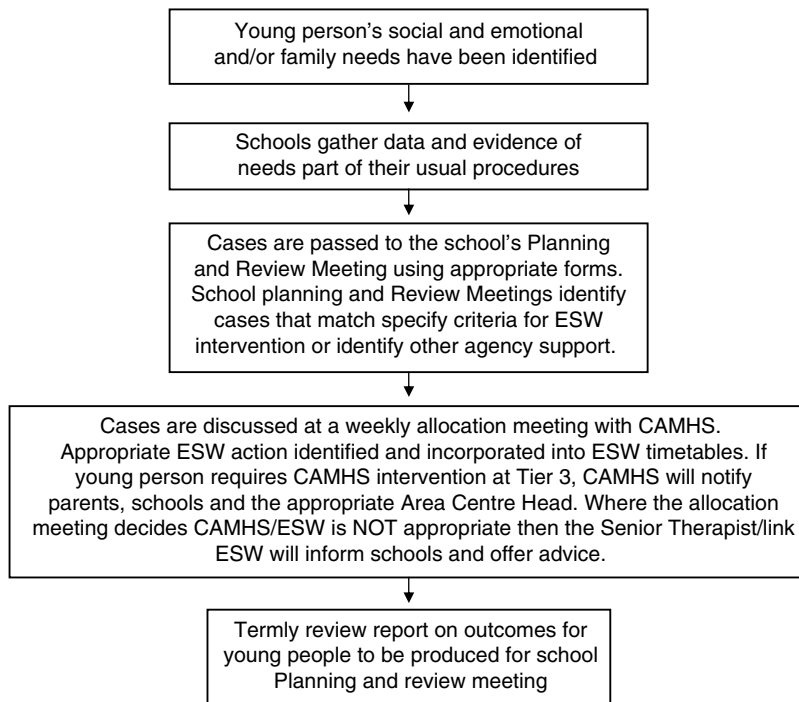 Young person's social and emotional
and/or family needs have been identified
Schools gather data and evidence of
needs part of their usual procedures
Cases are passed to the school's Planning
and Review Meeting using appropriate forms.
School planning and Review Meetings identify
cases that match specify criteria for ESW
intervention or identify other agency support.
Cases are discussed at a weekly allocation meeting with CAMHS.
Appropriate ESW action identified and incorporated into ESW timetables. If
young person requires CAMHS intervention at Tier 3, CAMHS will notify
parents, schools and the appropriate Area Centre Head. Where the allocation
meeting decides CAMHS/ESW is NOT appropriate then the Senior Therapist/link
ESW will inform schools and offer advice.
Termly review report on outcomes for
young people to be produced for school
Planning and review meeting